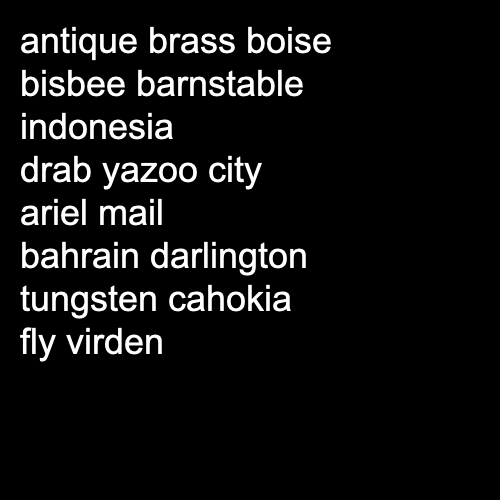 antique brass boise
bisbee barnstable
indonesia
drab yazoo city
ariel mail
bahrain darlington
tungsten cahokia
fly virden